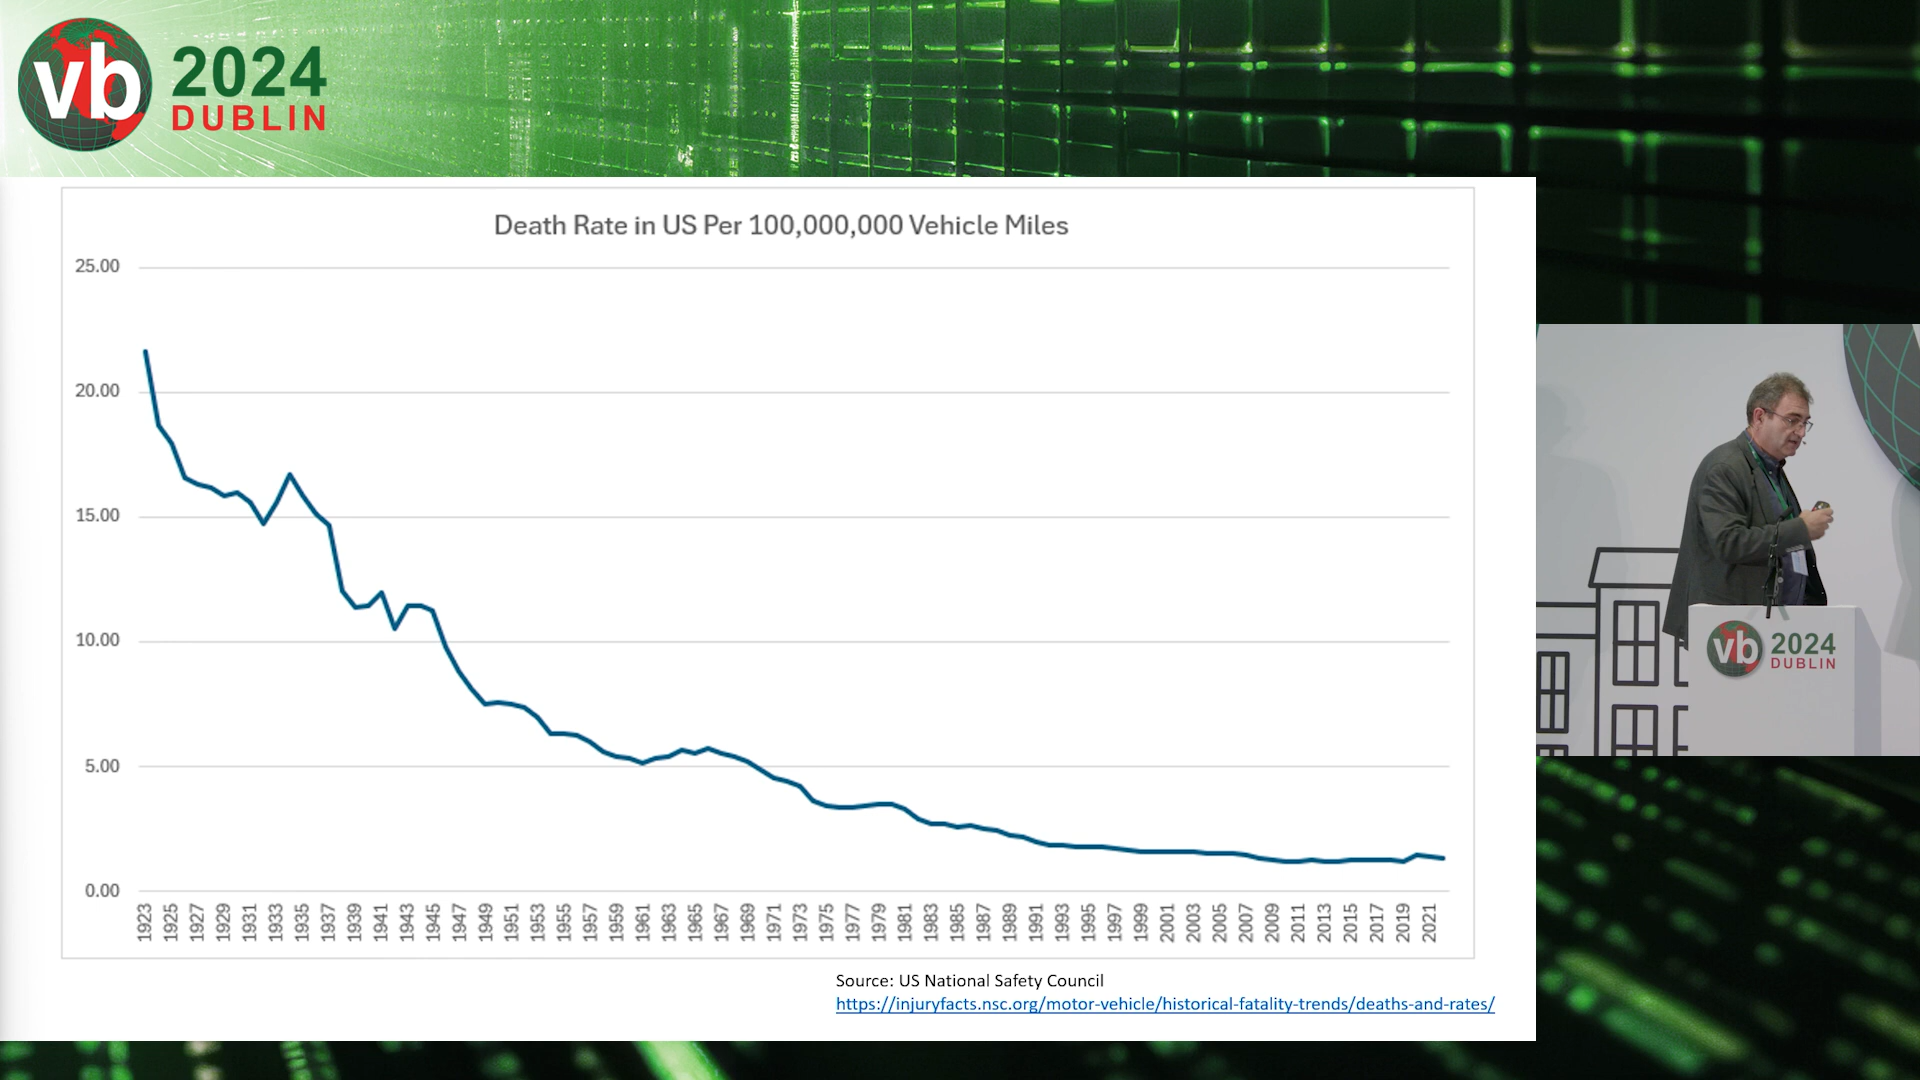 vb 2024
DUBLIN
Death Rate in US Per 100,000,000 Vehicle Miles
25.00
20.00
15.00
10.00
5.00
0.00
1923 1925 1927 1929 1931 1933 1935 1937 1939 1941 1943 1945 1947 1949 1951 1953 1955 1957 1959 1961 1963 1965 1967 1969 1971 1973 1975 1977 1979 1981 1983 1985 1987 1989 1991 1993 1995 1997 1999 2001 2003 2005 2007 2009 2011 2013 2015 2017 2019 2021
Source: US National Safety Council
https://injuryfacts.nsc.org/motor-vehicle/historical-fatality-trends/deaths-and-rates/
vb 2024
DUBLIN